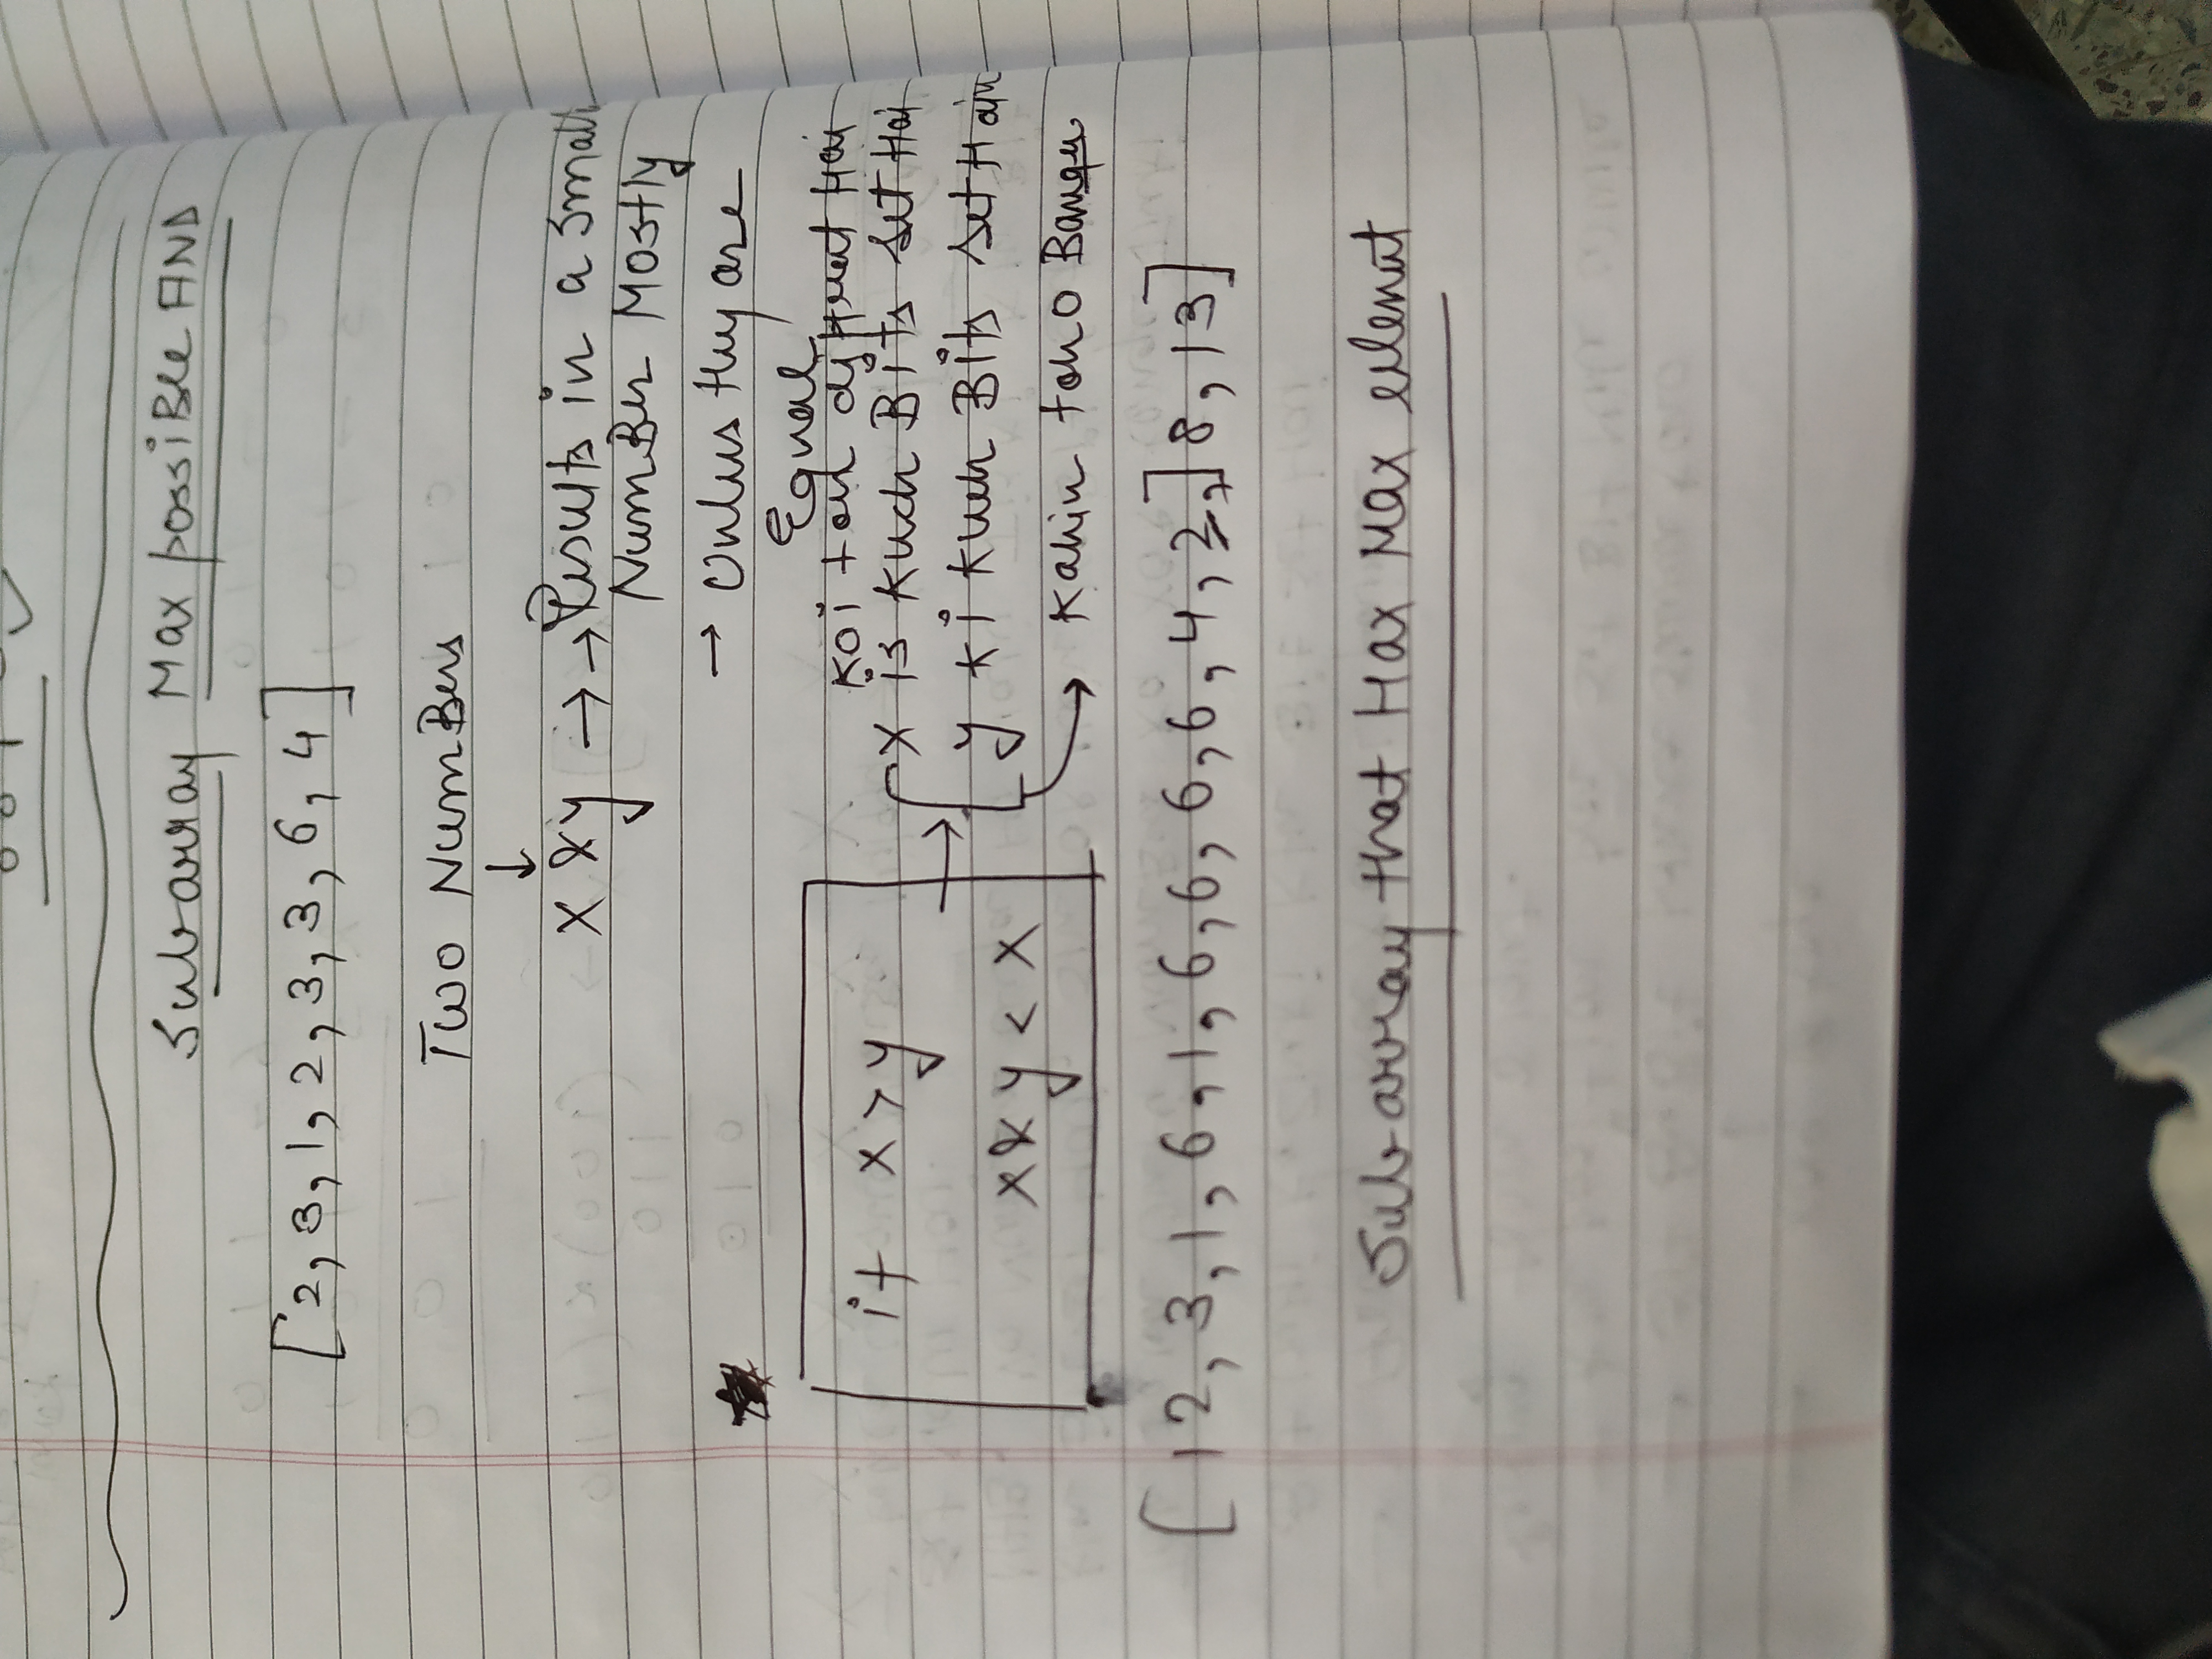 Subarray Max possiBle AND
[2, 3, 1, 2, 3, 3, 6, 4]
Two NumBers
↓
x & y → → Results in a Small
NumBer Mostly
→ Unless they are
Equal
Koi toh different Hai
if x > y
x is Kuch Bits set Hai
→ y ki kuch Bits set Hain
x & y < x
→ Kahin toh 0 Banega
[12, 3, 1, 6, 1, 6, 6, 6, 6, 4, 2,] 8, 13]
Subarray that Hax Max